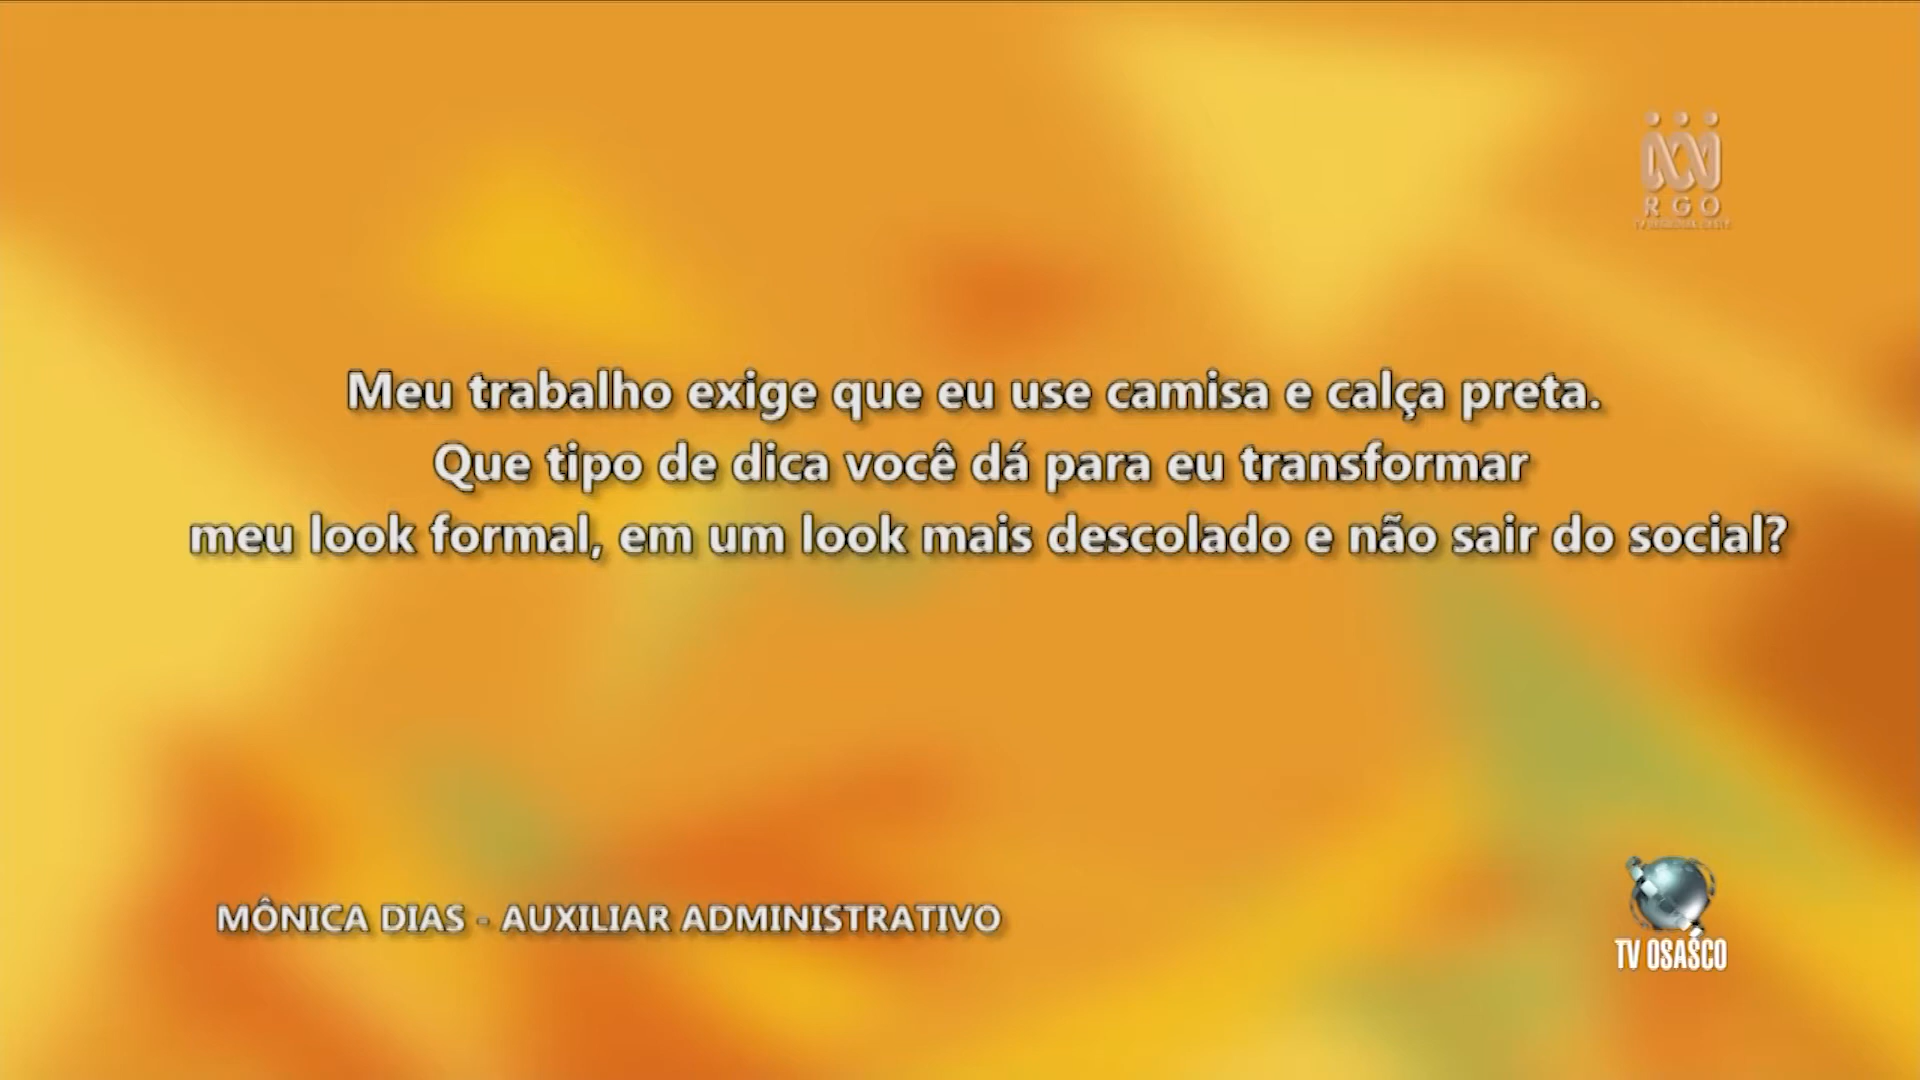 RGO
Meu trabalho exige que eu use camisa e calça preta.
Que tipo de dica você dá para eu transformar
meu look formal, em um look mais descolado e não sair do social?
MÔNICA DIAS - AUXILIAR ADMINISTRATIVO
TV OSASCO